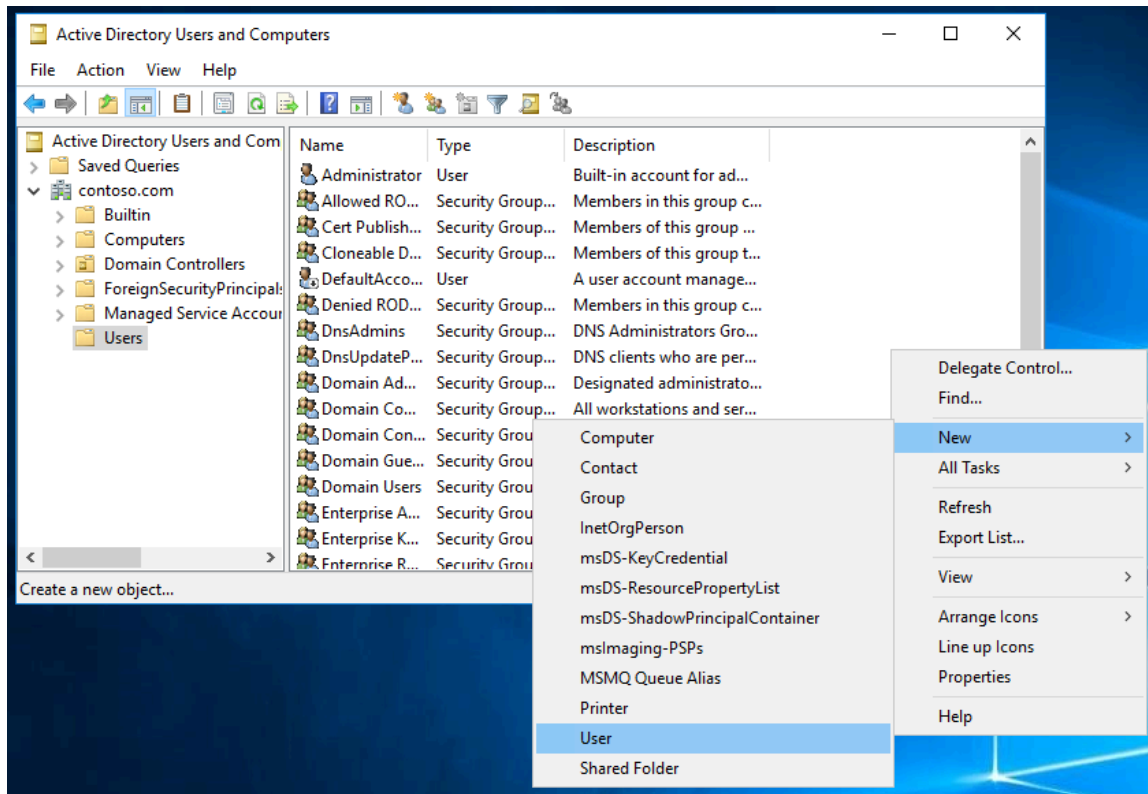 Active Directory Users and Computers
File Action View Help
Active Directory Users and Com
Saved Queries
contoso.com
Builtin
Computers
Domain Controllers
ForeignSecurityPrincipals
Managed Service Accour
Users
Name Type Description
Administrator User Built-in account for ad...
Allowed RO... Security Group... Members in this group c...
Cert Publish... Security Group... Members of this group ...
Cloneable D... Security Group... Members of this group t...
DefaultAcco... User A user account manage...
Denied ROD... Security Group... Members in this group c...
DnsAdmins Security Group... DNS Administrators Gro...
DnsUpdateP... Security Group... DNS clients who are per...
Domain Ad... Security Group... Designated administrato...
Domain Co... Security Group... All workstations and ser...
Domain Con... Security Grou
Domain Gue... Security Grou
Domain Users Security Grou
Enterprise A... Security Grou
Enterprise K... Security Grou
Enterprise R... Security Grou
Create a new object...
Delegate Control...
Find...
New
All Tasks
Refresh
Export List...
View
Arrange Icons
Line up Icons
Properties
Help
Computer
Contact
Group
InetOrgPerson
msDS-KeyCredential
msDS-ResourcePropertyList
msDS-ShadowPrincipalContainer
msImaging-PSPs
MSMQ Queue Alias
Printer
User
Shared Folder